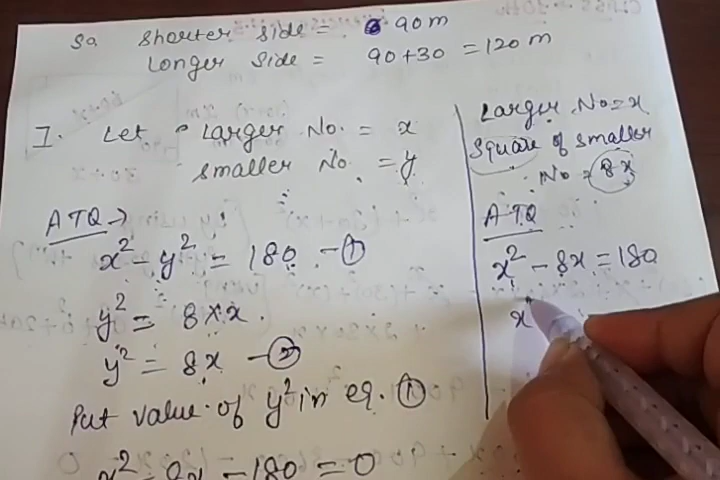 So Shorter Side = 90 m
Longer Side = 90+30 = 120 m
I. Let Larger No. = x
smaller No. = y
ATQ →
x² - y² = 180 - ①
y² = 8 x x.
y² = 8x - ②
Put value of y² in eq. ①
x² - 8x - 180 = 0
Larger No = x
Square of smaller
No = 8x
ATQ
x² - 8x = 180
x